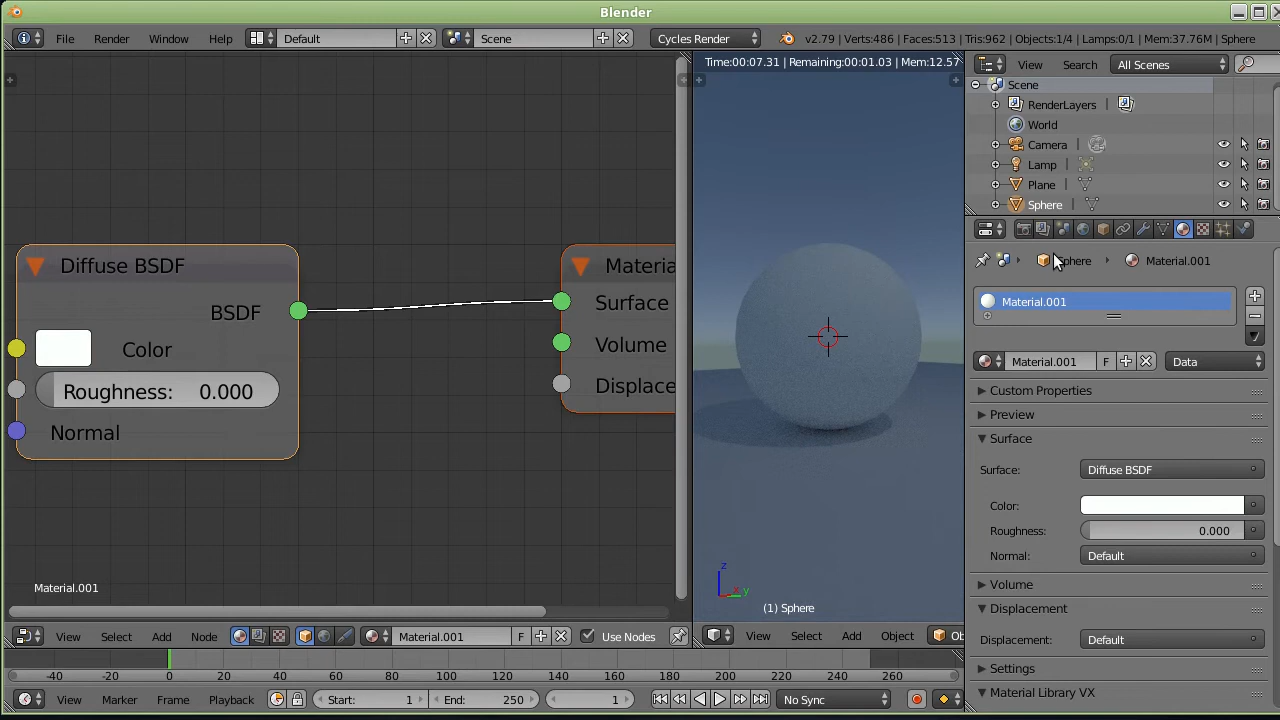 Blender
File Render Window Help Default Scene Cycles Render v2.79 | Verts:486 | Faces:513 | Tris:962 | Objects:1/4 | Lamps:0/1 | Mem:37.76M | Sphere
Time:00:07.31 | Remaining:00:01.03 | Mem:12.57
View Search All Scenes
Scene
RenderLayers |
World
Camera
Lamp
Plane
Sphere
Diffuse BSDF
BSDF
Color
Roughness: 0.000
Normal
Materia
Surface
Volume
Displace
Material.001
z
x y
(1) Sphere
phere Material.001
Material.001
Material.001 F Data
Custom Properties
Preview
Surface
Surface: Diffuse BSDF
Color:
Roughness: 0.000
Normal: Default
Volume
Displacement
Displacement: Default
Settings
Material Library VX
View Select Add Node Material.001 F Use Nodes
View Select Add Object Ob
-40 -20 0 20 40 60 80 100 120 140 160 180 200 220 240 260
View Marker Frame Playback Start: 1 End: 250 1 No Sync